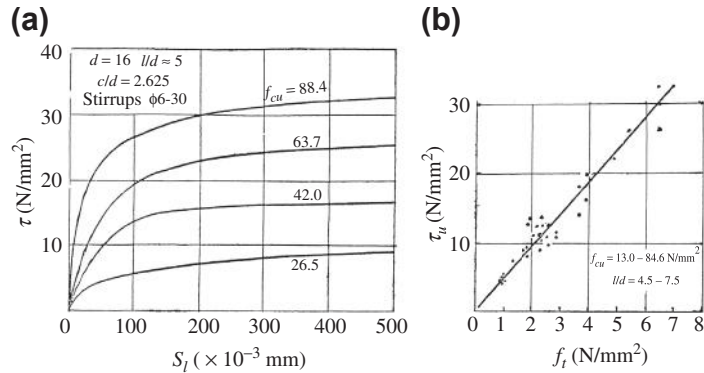 (a)
40
30
20
10
0
τ (N/mm²)
d = 16 l/d ≈ 5
c/d = 2.625
Stirrups ϕ6-30
f_cu = 88.4
63.7
42.0
26.5
0 100 200 300 400 500
S_l ( × 10⁻³ mm)
(b)
30
20
10
τ_u (N/mm²)
f_cu = 13.0 – 84.6 N/mm²
l/d = 4.5 – 7.5
0 1 2 3 4 5 6 7 8
f_t (N/mm²)